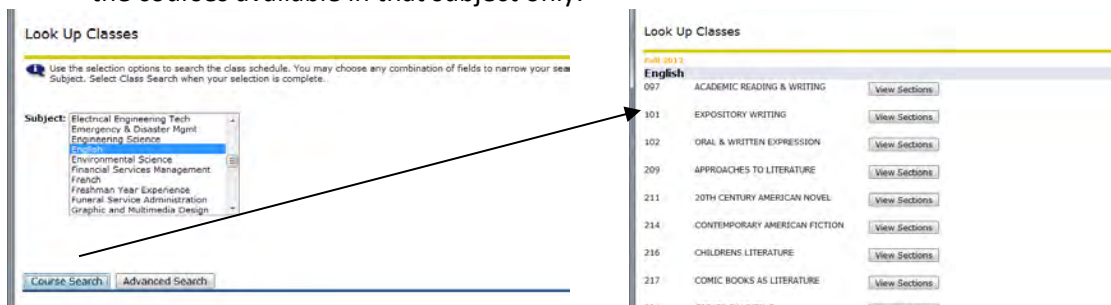 the courses available in that subject only.
Look Up Classes
Use the selection options to search the class schedule. You may choose any combination of fields to narrow your sea
Subject. Select Class Search when your selection is complete.
Subject:
Electrical Engineering Tech
Emergency & Disaster Mgmt
Engineering Science
English
Environmental Science
Financial Services Management
French
Freshman Year Experience
Funeral Service Administration
Graphic and Multimedia Design
Course Search
Advanced Search
Look Up Classes
Fall 2012
English
097 ACADEMIC READING & WRITING View Sections
101 EXPOSITORY WRITING View Sections
102 ORAL & WRITTEN EXPRESSION View Sections
209 APPROACHES TO LITERATURE View Sections
211 20TH CENTURY AMERICAN NOVEL View Sections
214 CONTEMPORARY AMERICAN FICTION View Sections
216 CHILDRENS LITERATURE View Sections
217 COMIC BOOKS AS LITERATURE View Sections